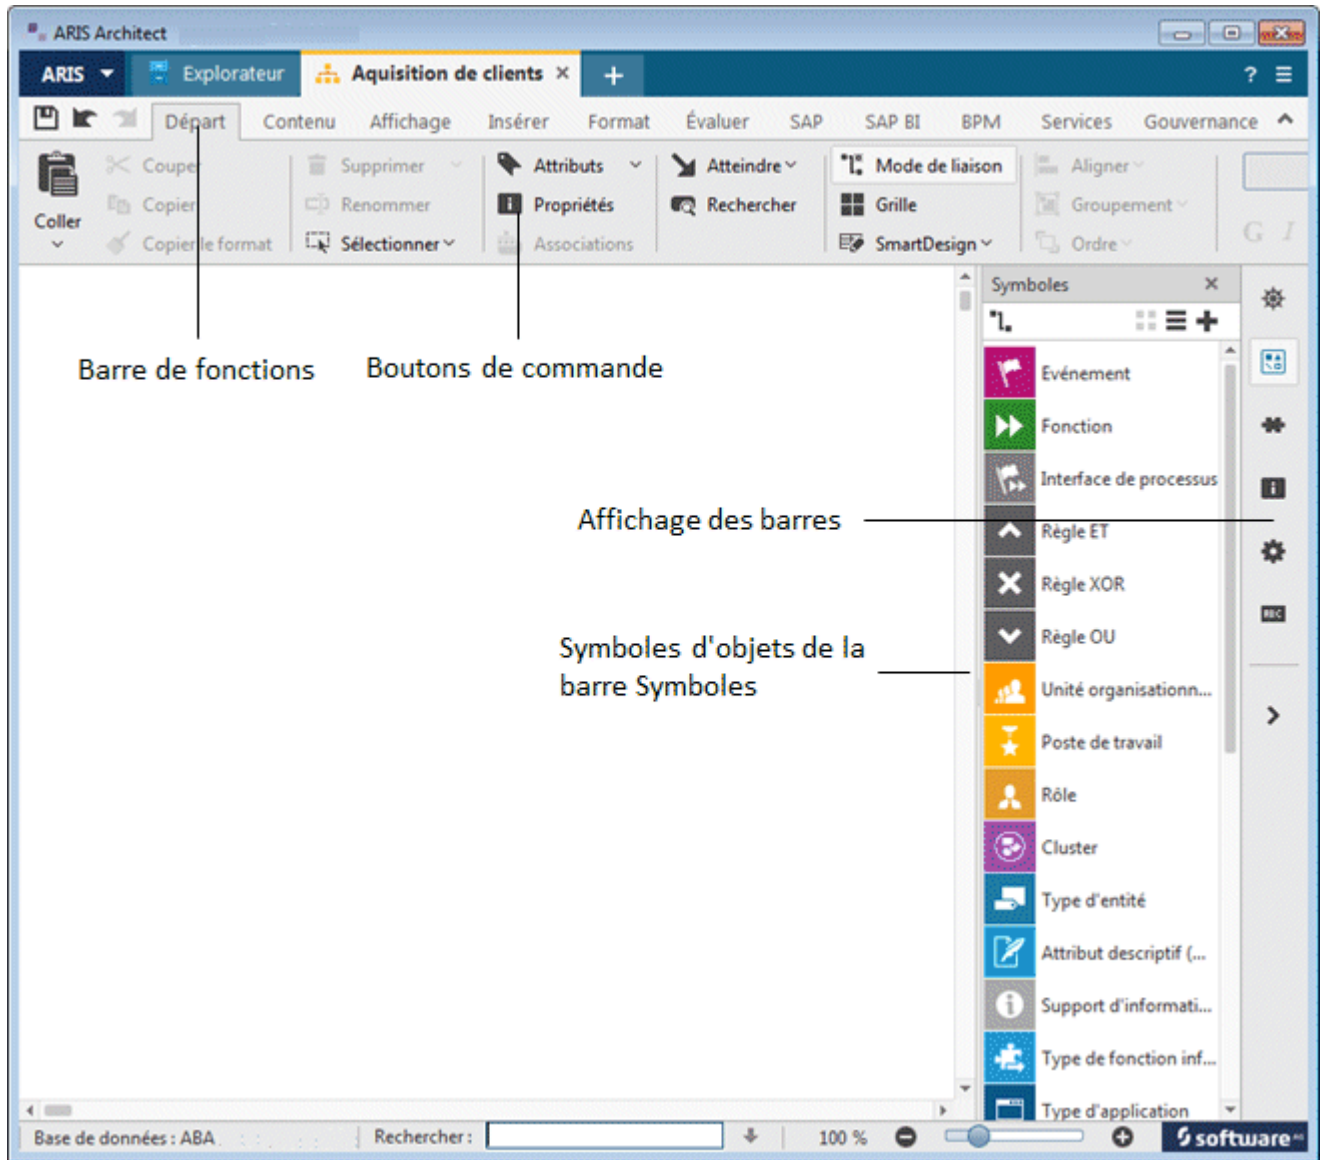 ARIS Architect
ARIS Explorateur Aquisition de clients × + ?
Départ Contenu Affichage Insérer Format Évaluer SAP SAP BI BPM Services Gouvernance
Couper Supprimer Attributs Atteindre Mode de liaison Aligner
Copier Renommer Propriétés Rechercher Grille Groupement
Coller
Copier le format Sélectionner Associations SmartDesign Ordre G I
Symboles ×
Barre de fonctions
Boutons de commande
Evénement
Fonction
Interface de processus
Affichage des barres
Règle ET
Règle XOR
Règle OU
Symboles d'objets de la
barre Symboles
Unité organisationn...
Poste de travail
Rôle
Cluster
Type d'entité
Attribut descriptif (...
Support d'informati...
Type de fonction inf...
Type d'application
REC
Base de données : ABA Rechercher : 100 % software AG